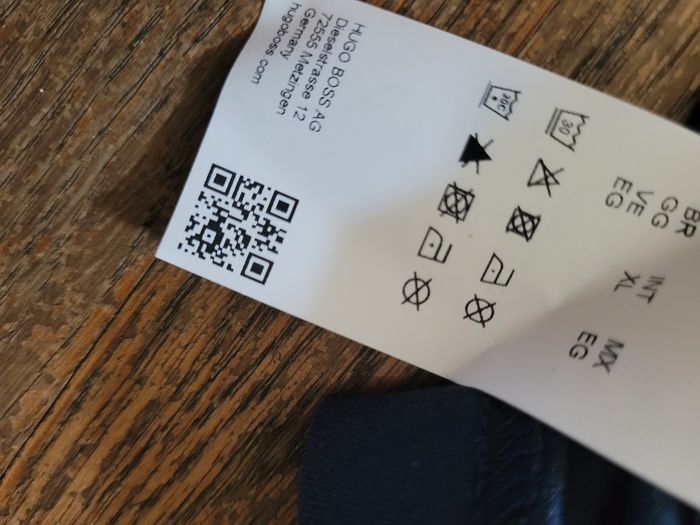 BR INT MX
GG XL EG
VE
EG
30
30C
HUGO BOSS AG
Dieselstrasse 12
72555 Metzingen
Germany
hugoboss.com